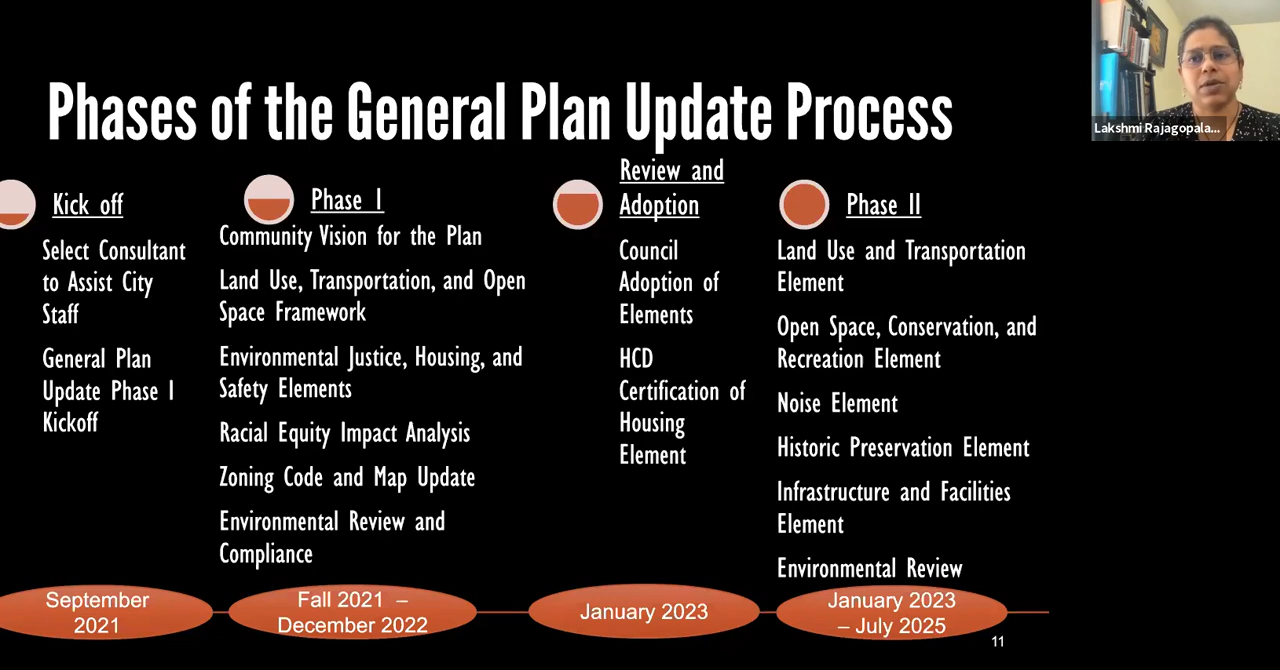 Phases of the General Plan Update Process
Kick off
Select Consultant
to Assist City
Staff
General Plan
Update Phase I
Kickoff
September
2021
Phase I
Community Vision for the Plan
Land Use, Transportation, and Open
Space Framework
Environmental Justice, Housing, and
Safety Elements
Racial Equity Impact Analysis
Zoning Code and Map Update
Environmental Review and
Compliance
Fall 2021 –
December 2022
Review and
Adoption
Council
Adoption of
Elements
HCD
Certification of
Housing
Element
January 2023
Phase II
Land Use and Transportation
Element
Open Space, Conservation, and
Recreation Element
Noise Element
Historic Preservation Element
Infrastructure and Facilities
Element
Environmental Review
January 2023
– July 2025
11
Lakshmi Rajagopala...